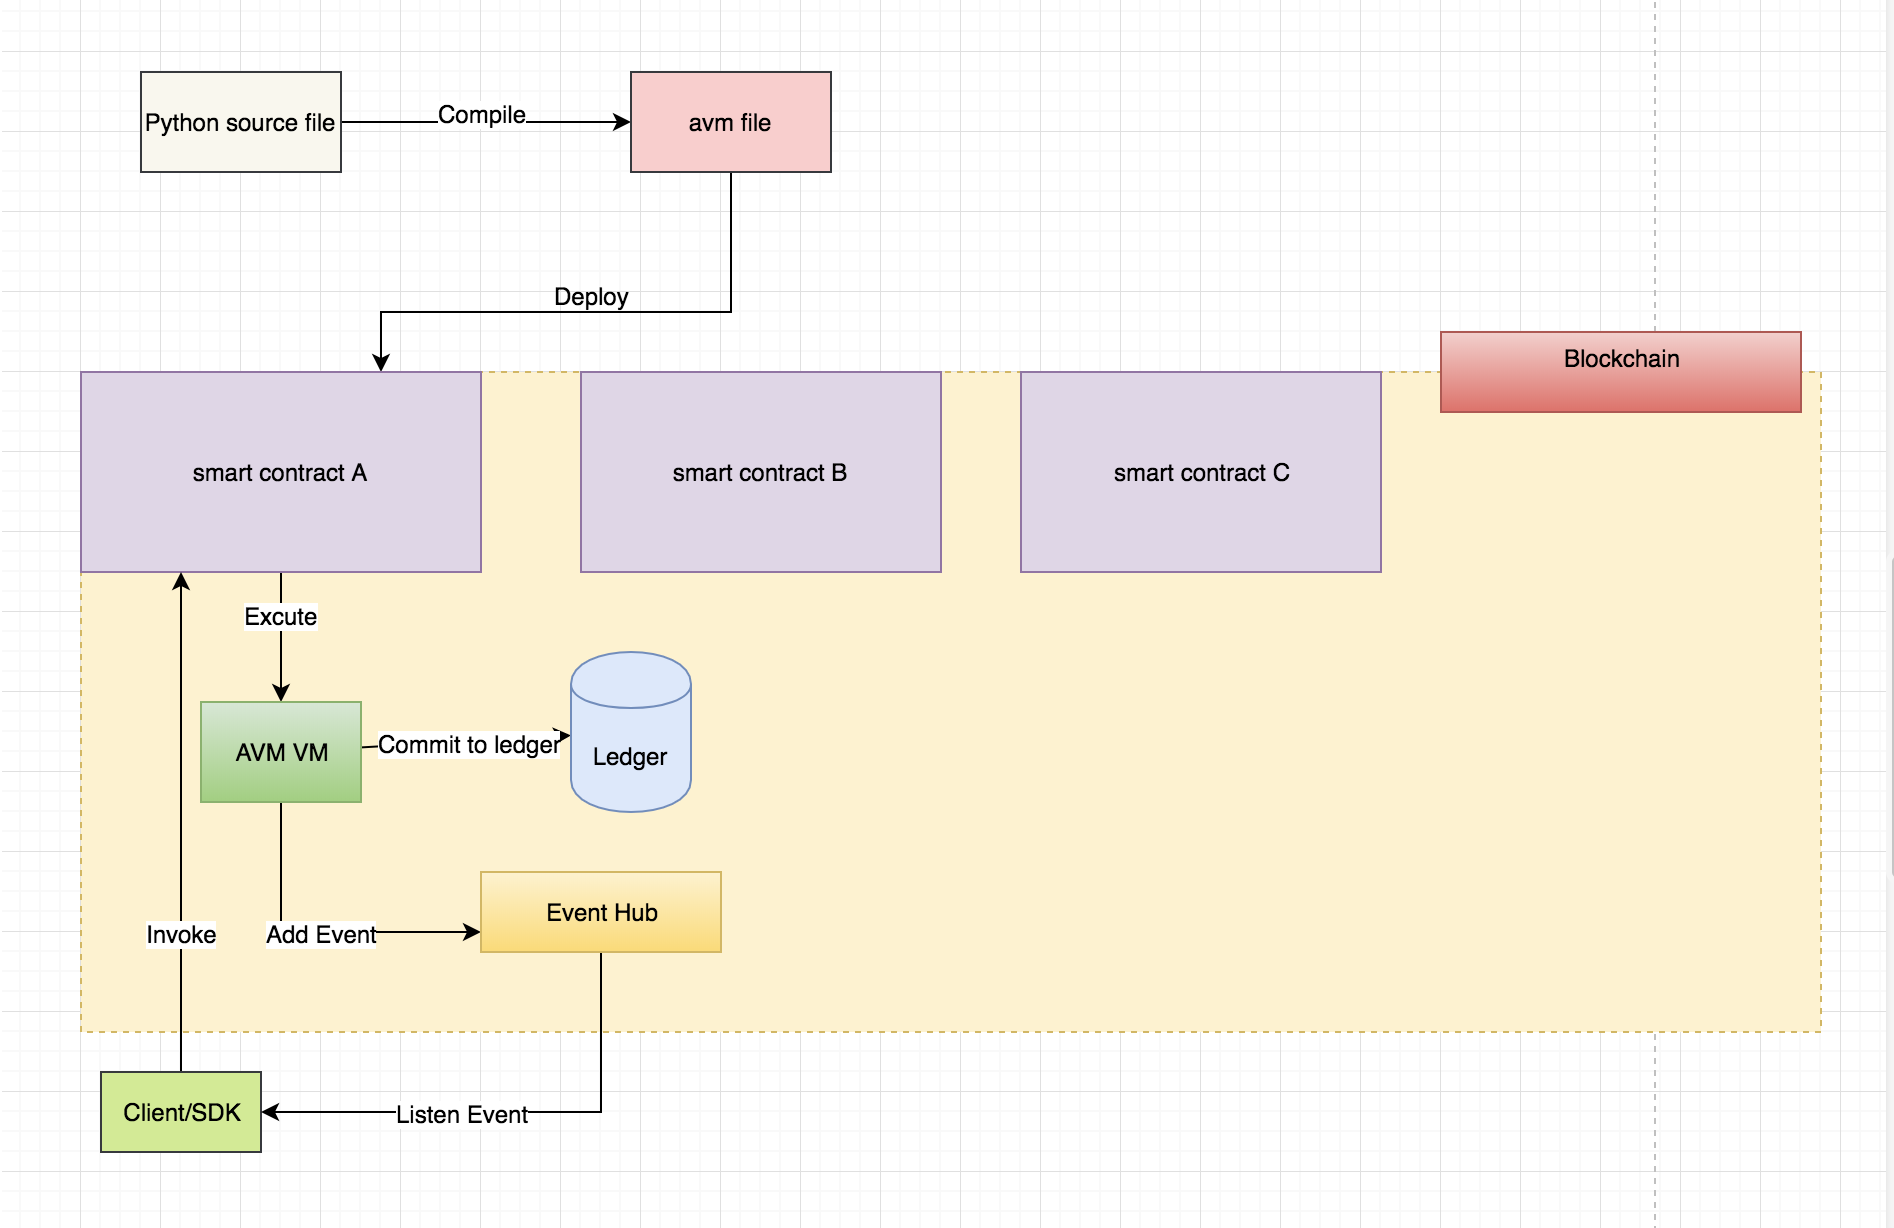 Python source file
Compile
avm file
Deploy
Blockchain
smart contract A
smart contract B
smart contract C
Excute
AVM VM
Commit to ledger
Ledger
Event Hub
Invoke
Add Event
Client/SDK
Listen Event